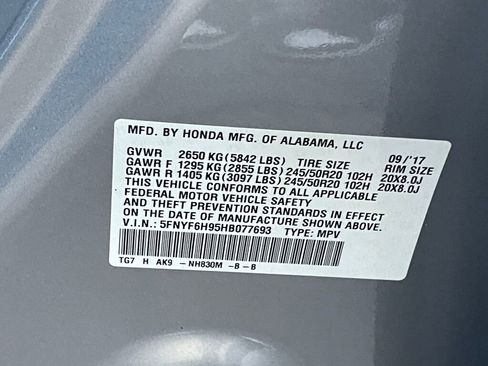 MFD. BY HONDA MFG. OF ALABAMA, LLC
GVWR 2650 KG(5842 LBS) TIRE SIZE 09/'17 RIM SIZE
GAWR F 1295 KG(2855 LBS) 245/50R20 102H 20X8.0J
GAWR R 1405 KG(3097 LBS) 245/50R20 102H 20X8.0J
THIS VEHICLE CONFORMS TO ALL APPLICABLE
FEDERAL MOTOR VEHICLE SAFETY
AND THEFT PREVENTION STANDARDS IN EFFECT
ON THE DATE OF MANUFACTURE SHOWN ABOVE.
V.I.N.: 5FNYF6H95HB077693 TYPE: MPV
TG7 H AK9 -NH830M -B -B